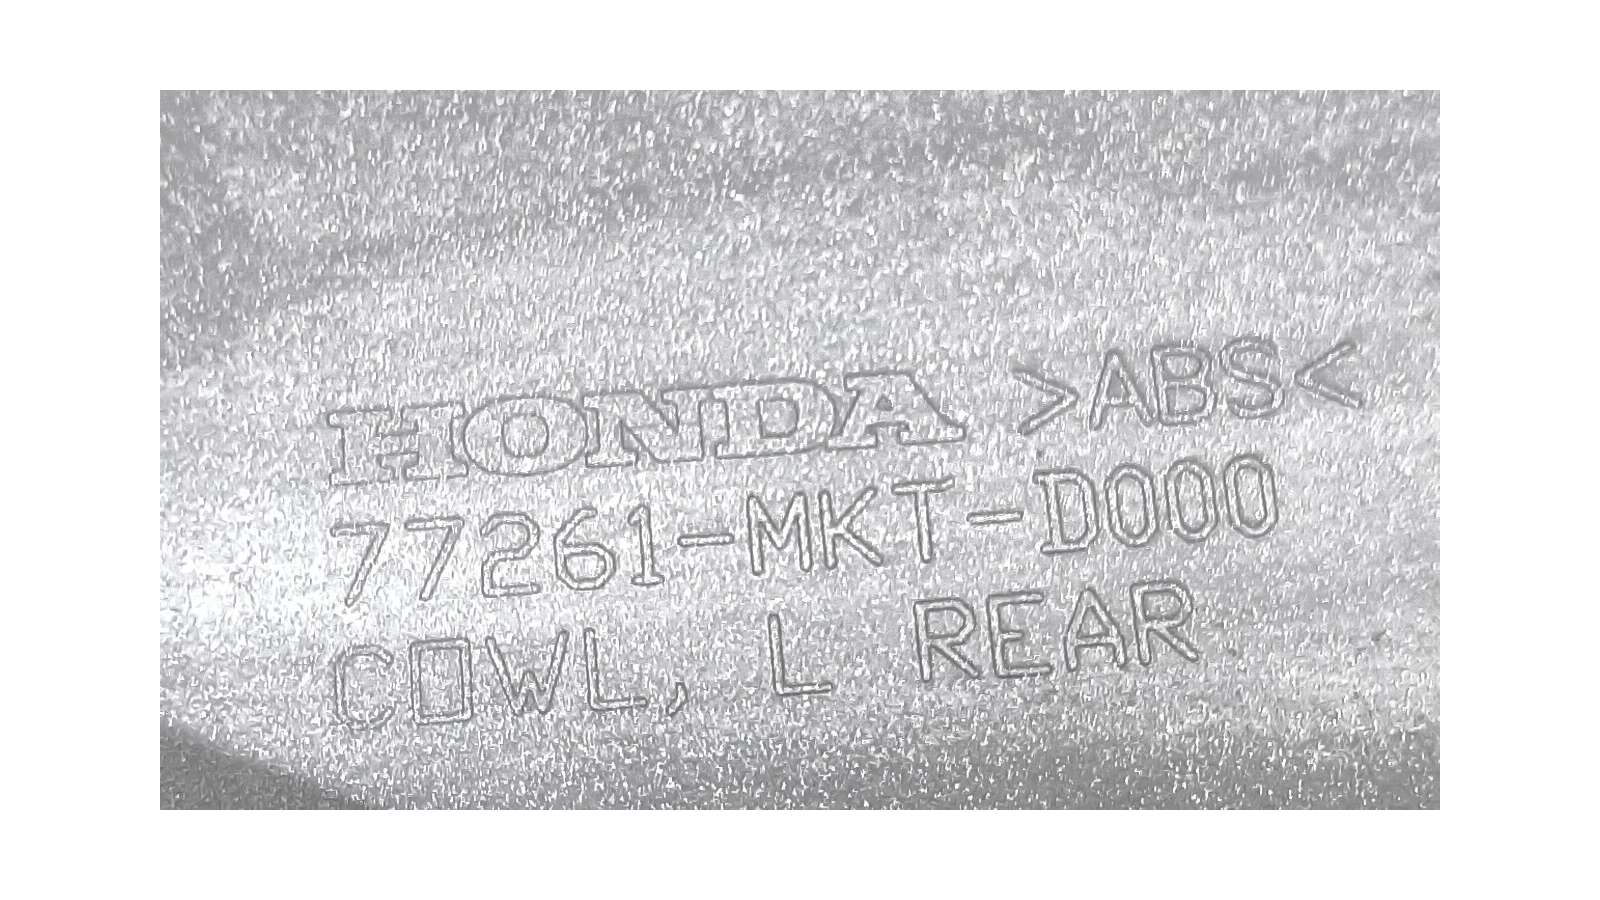 HONDA >ABS<
77261-MKT-D000
COWL, L REAR